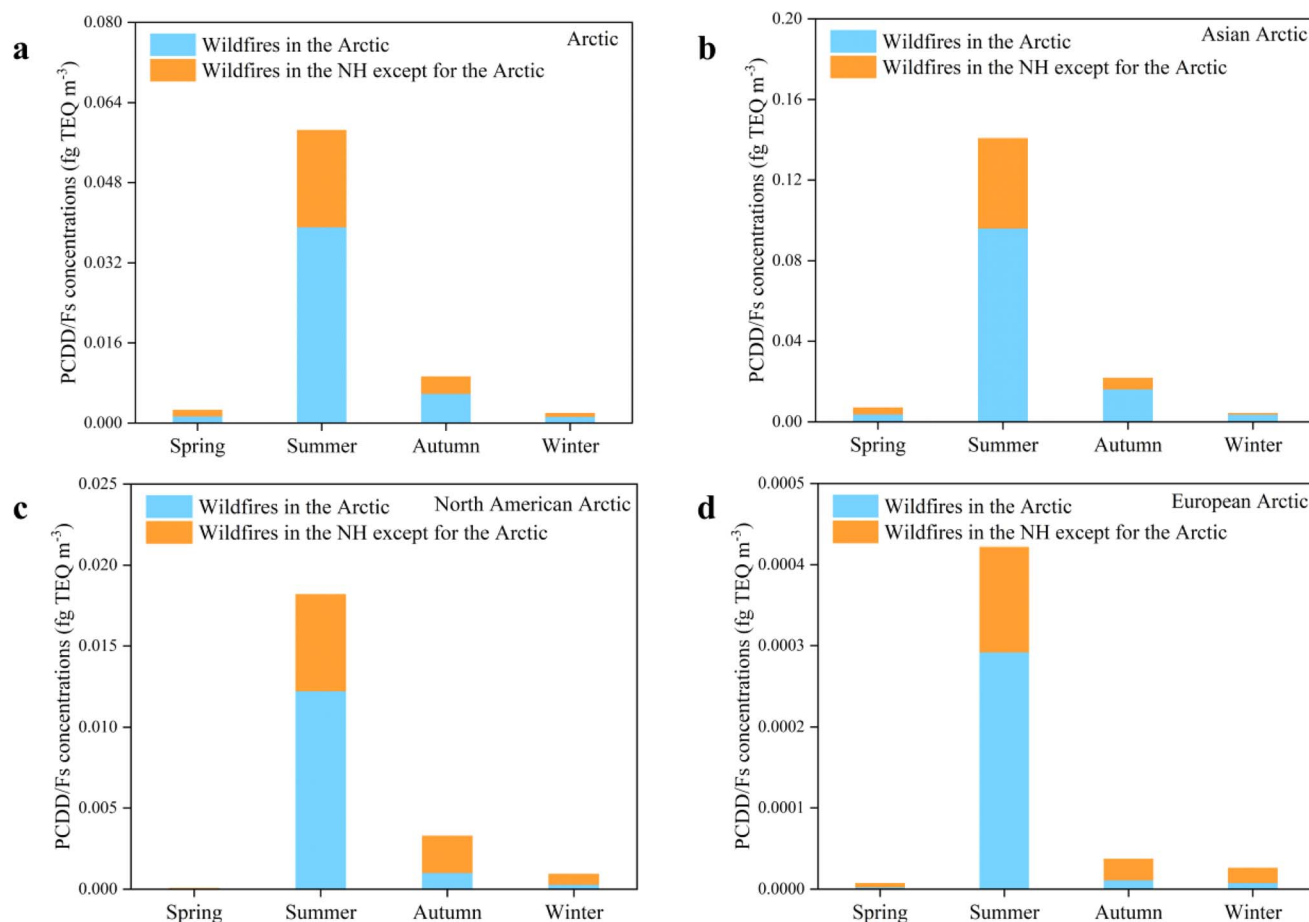 a
Arctic
Wildfires in the Arctic
Wildfires in the NH except for the Arctic
PCDD/Fs concentrations (fg TEQ m-3)
0.080
0.064
0.048
0.032
0.016
0.000
Spring Summer Autumn Winter
b
Asian Arctic
Wildfires in the Arctic
Wildfires in the NH except for the Arctic
PCDD/Fs concentrations (fg TEQ m-3)
0.20
0.16
0.12
0.08
0.04
0.00
Spring Summer Autumn Winter
c
North American Arctic
Wildfires in the Arctic
Wildfires in the NH except for the Arctic
PCDD/Fs concentrations (fg TEQ m-3)
0.025
0.020
0.015
0.010
0.005
0.000
Spring Summer Autumn Winter
d
European Arctic
Wildfires in the Arctic
Wildfires in the NH except for the Arctic
PCDD/Fs concentrations (fg TEQ m-3)
0.0005
0.0004
0.0003
0.0002
0.0001
0.0000
Spring Summer Autumn Winter